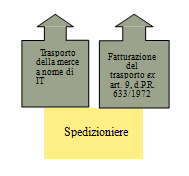 Trasporto
della merce
a nome di
IT
Fatturazione
del
trasporto ex
art. 9, d.P.R.
633/1972
Spedizioniere